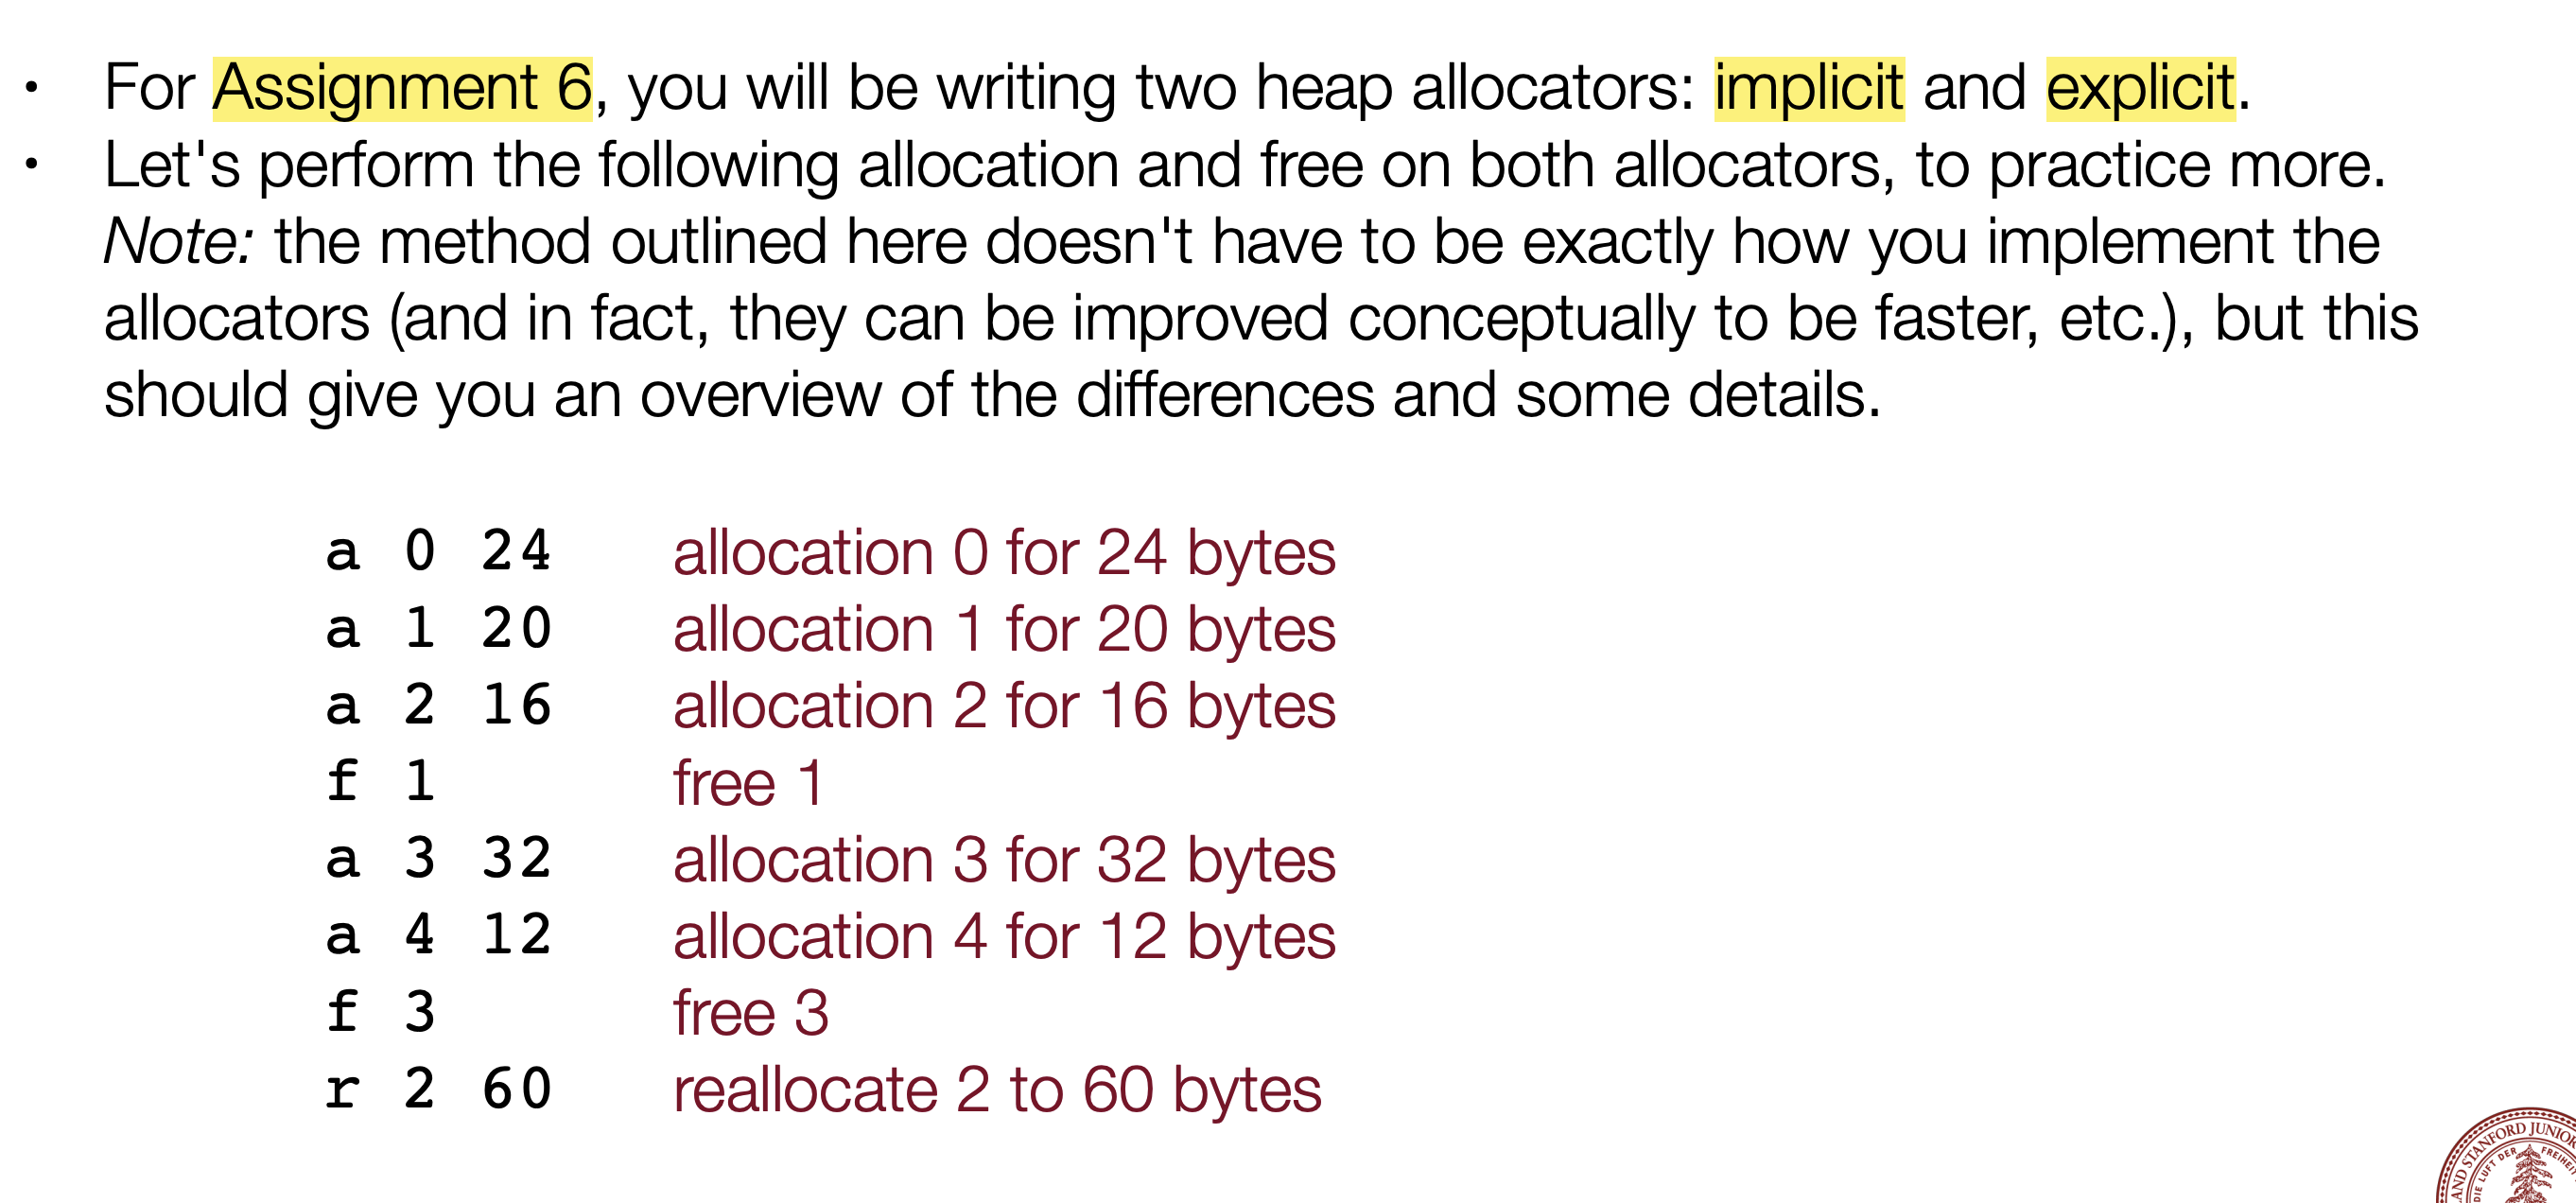 • For Assignment 6, you will be writing two heap allocators: implicit and explicit.
• Let's perform the following allocation and free on both allocators, to practice more.
Note: the method outlined here doesn't have to be exactly how you implement the
allocators (and in fact, they can be improved conceptually to be faster, etc.), but this
should give you an overview of the differences and some details.
a 0 24 allocation 0 for 24 bytes
a 1 20 allocation 1 for 20 bytes
a 2 16 allocation 2 for 16 bytes
f 1 free 1
a 3 32 allocation 3 for 32 bytes
a 4 12 allocation 4 for 12 bytes
f 3 free 3
r 2 60 reallocate 2 to 60 bytes
AND STANFORD JUNIOR
DIE LUFT DER